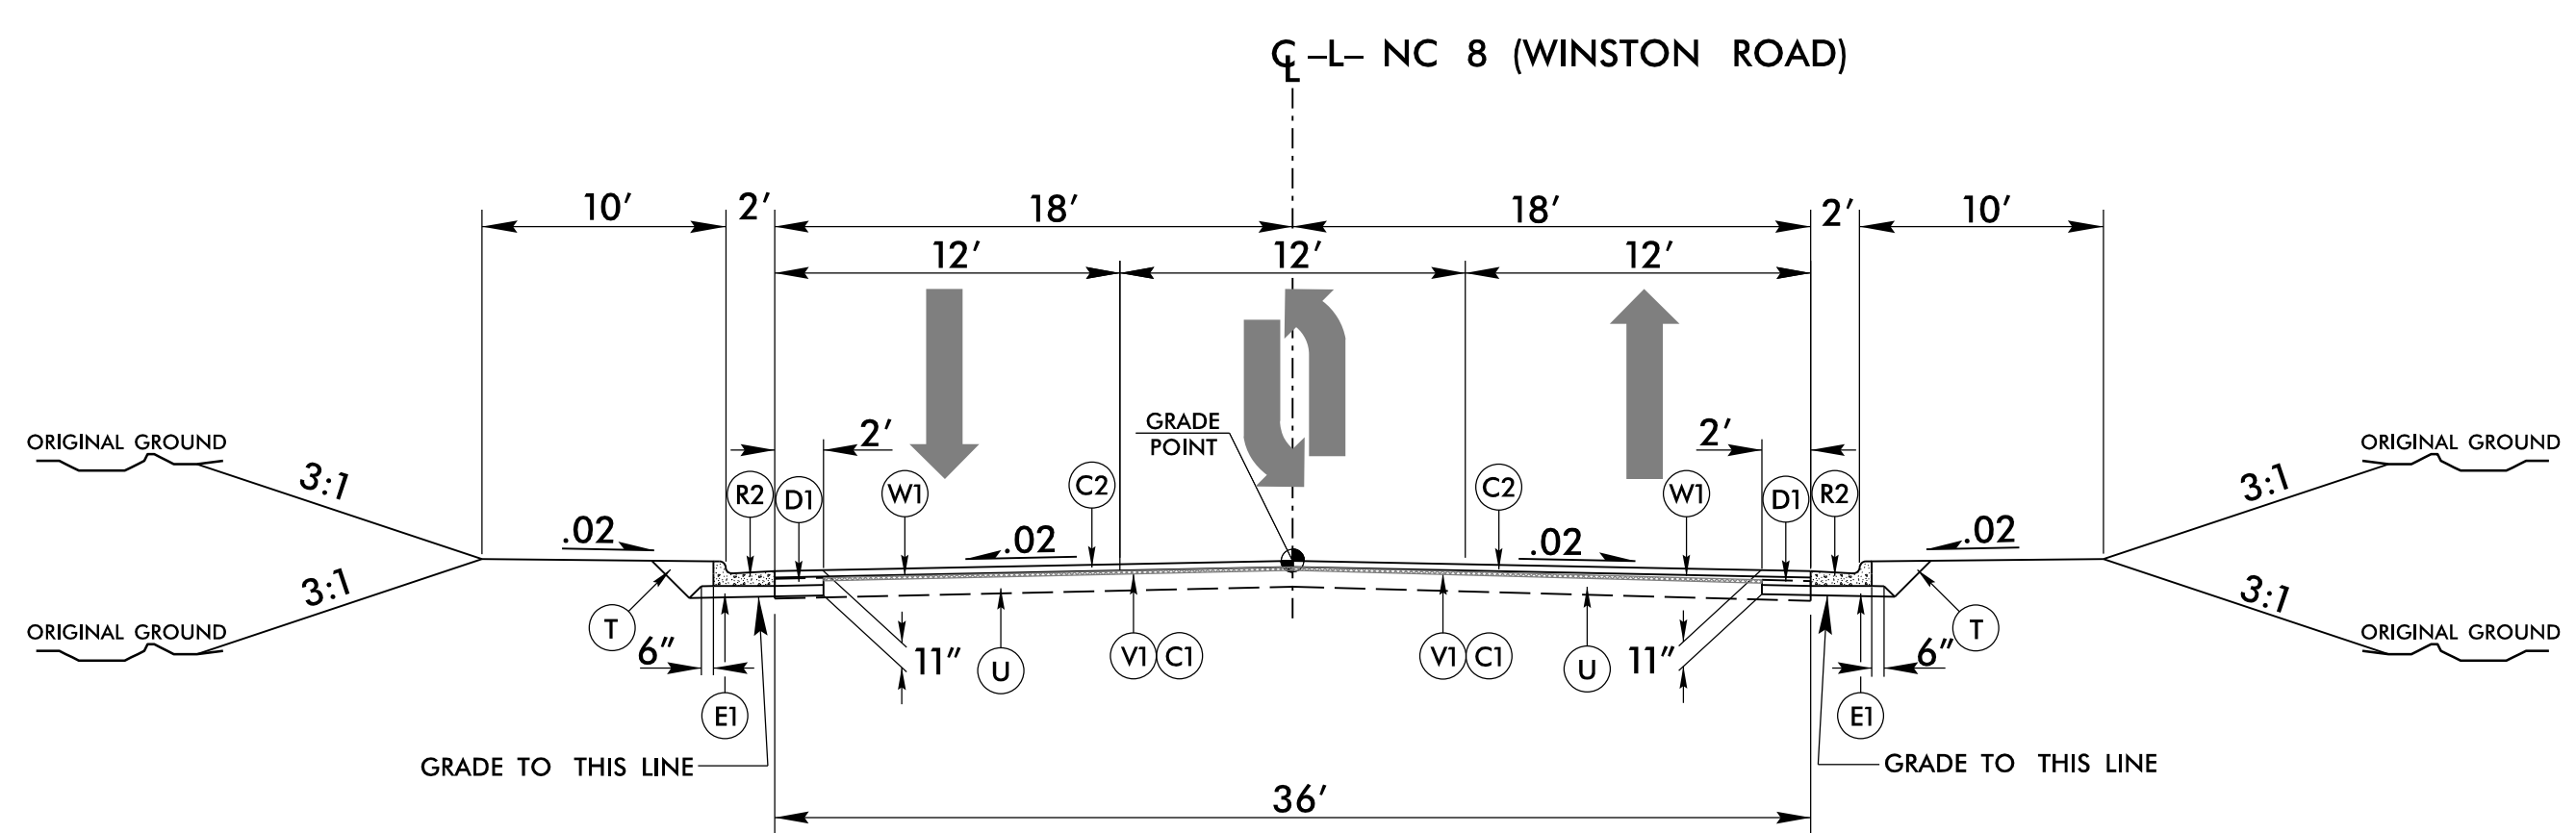 ℄ –L– NC 8 (WINSTON ROAD)
10' 2' 18' 18' 2' 10'
12' 12' 12'
GRADE
POINT
2' 2'
ORIGINAL GROUND ORIGINAL GROUND
3:1 3:1
R2 D1 W1 C2 C2 W1 D1 R2
.02 .02 .02 .02
3:1 3:1
ORIGINAL GROUND ORIGINAL GROUND
T T
6" 11" U V1 C1 V1 C1 U 11" 6"
E1 E1
GRADE TO THIS LINE GRADE TO THIS LINE
36'